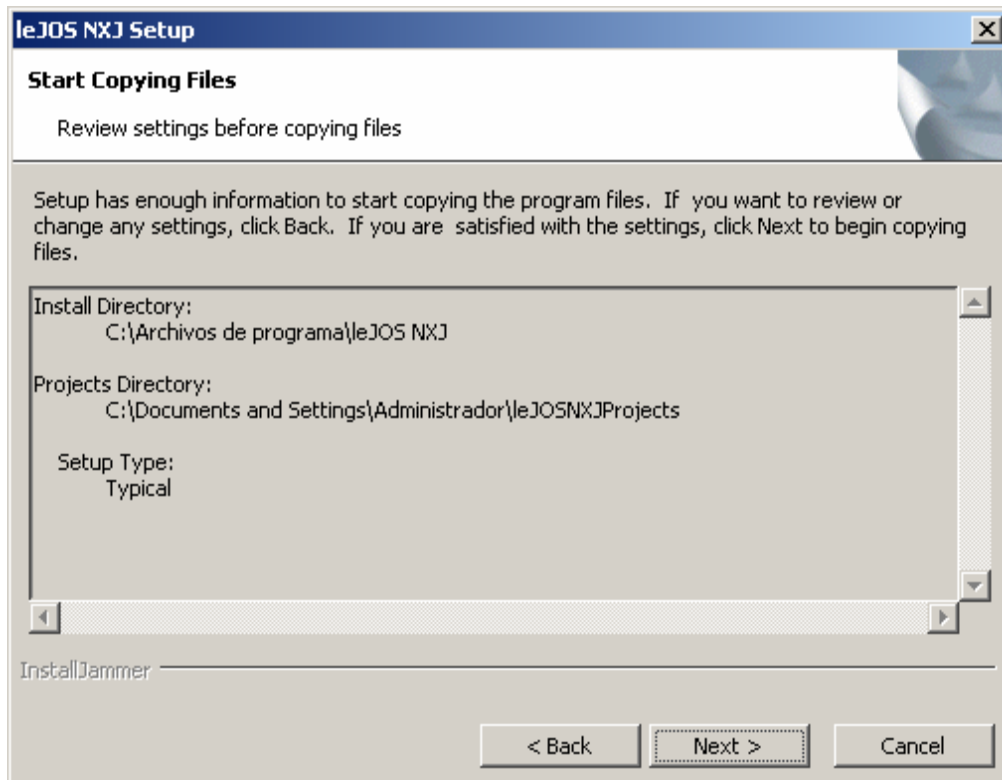 leJOS NXJ Setup
Start Copying Files
Review settings before copying files
Setup has enough information to start copying the program files.  If  you want to review or
change any settings, click Back.  If you are  satisfied with the settings, click Next to begin copying
files.
Install Directory:
C:\Archivos de programa\leJOS NXJ
Projects Directory:
C:\Documents and Settings\Administrador\leJOSNXJProjects
Setup Type:
Typical
InstallJammer
< Back
Next >
Cancel